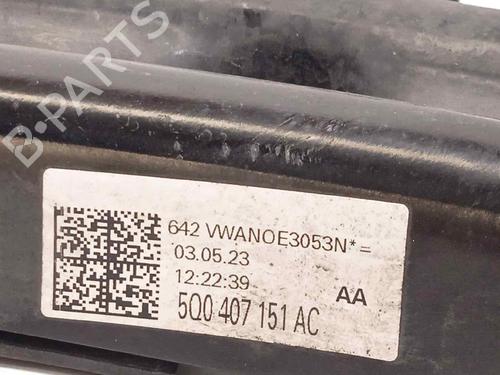 B-PARTS
642 VWANOE3053N*=
03.05.23
12:22:39
AA
5Q0 407 151 AC